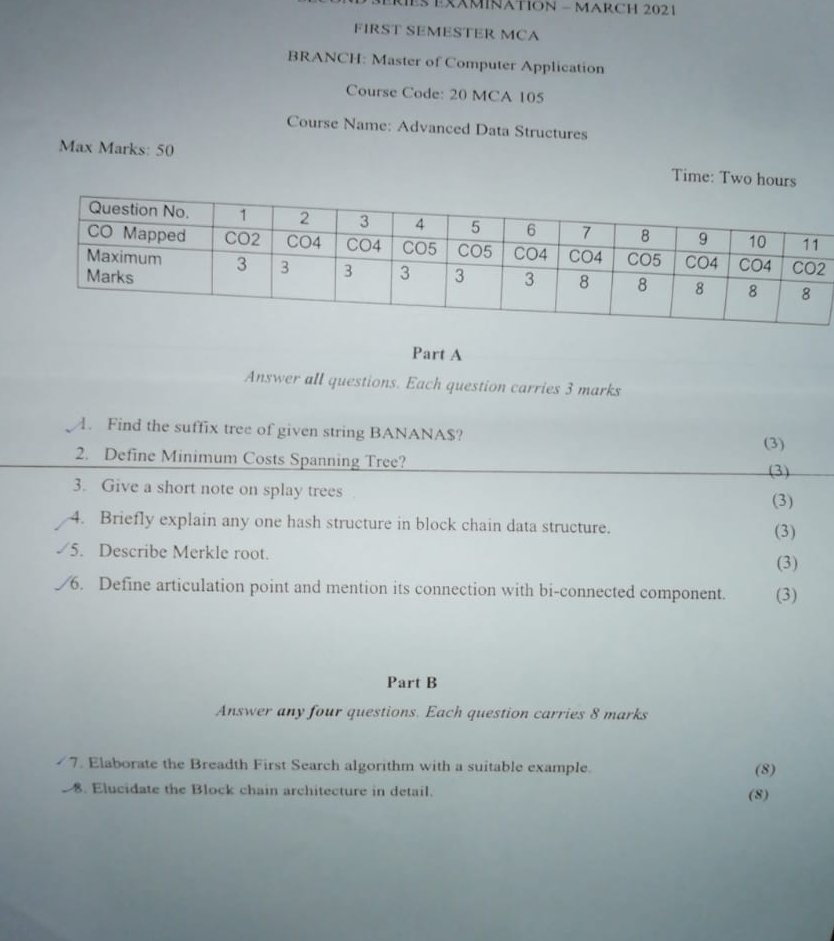 SECOND SERIES EXAMINATION – MARCH 2021
FIRST SEMESTER MCA
BRANCH: Master of Computer Application
Course Code: 20 MCA 105
Course Name: Advanced Data Structures
Max Marks: 50
Time: Two hours
Question No. 1 2 3 4 5 6 7 8 9 10 11
CO Mapped CO2 CO4 CO4 CO5 CO5 CO4 CO4 CO5 CO4 CO4 CO2
Maximum Marks 3 3 3 3 3 3 8 8 8 8 8
Part A
Answer all questions. Each question carries 3 marks
1. Find the suffix tree of given string BANANA$? (3)
2. Define Minimum Costs Spanning Tree? (3)
3. Give a short note on splay trees (3)
4. Briefly explain any one hash structure in block chain data structure. (3)
5. Describe Merkle root. (3)
6. Define articulation point and mention its connection with bi-connected component. (3)
Part B
Answer any four questions. Each question carries 8 marks
7. Elaborate the Breadth First Search algorithm with a suitable example. (8)
8. Elucidate the Block chain architecture in detail. (8)